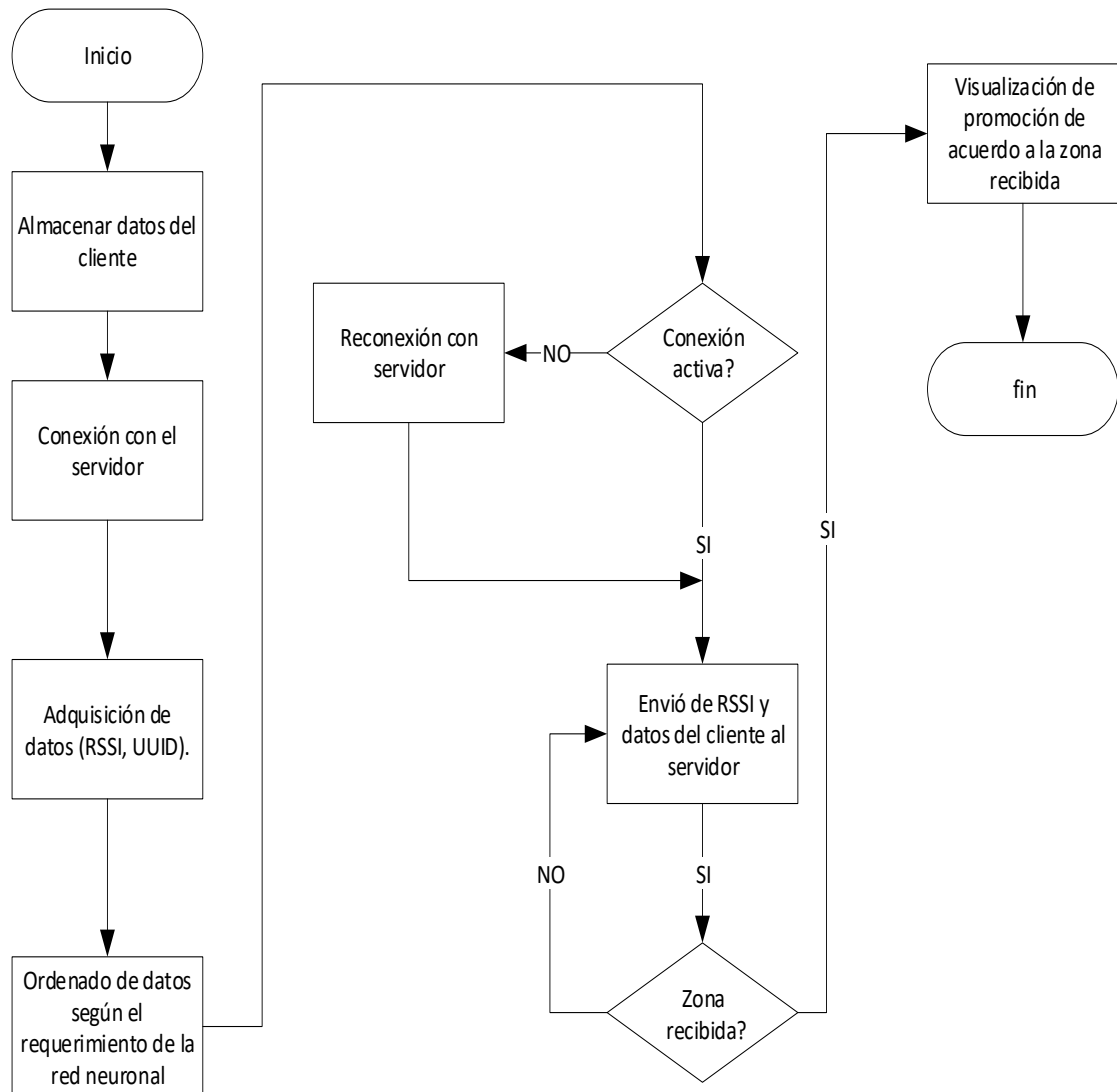 Inicio
Almacenar datos del
cliente
Conexión con el
servidor
Adquisición de
datos (RSSI, UUID).
Ordenado de datos
según el
requerimiento de la
red neuronal
Conexión
activa?
NO
Reconexión con
servidor
SI
Envió de RSSI y
datos del cliente al
servidor
SI
NO
Zona
recibida?
SI
Visualización de
promoción de
acuerdo a la zona
recibida
fin